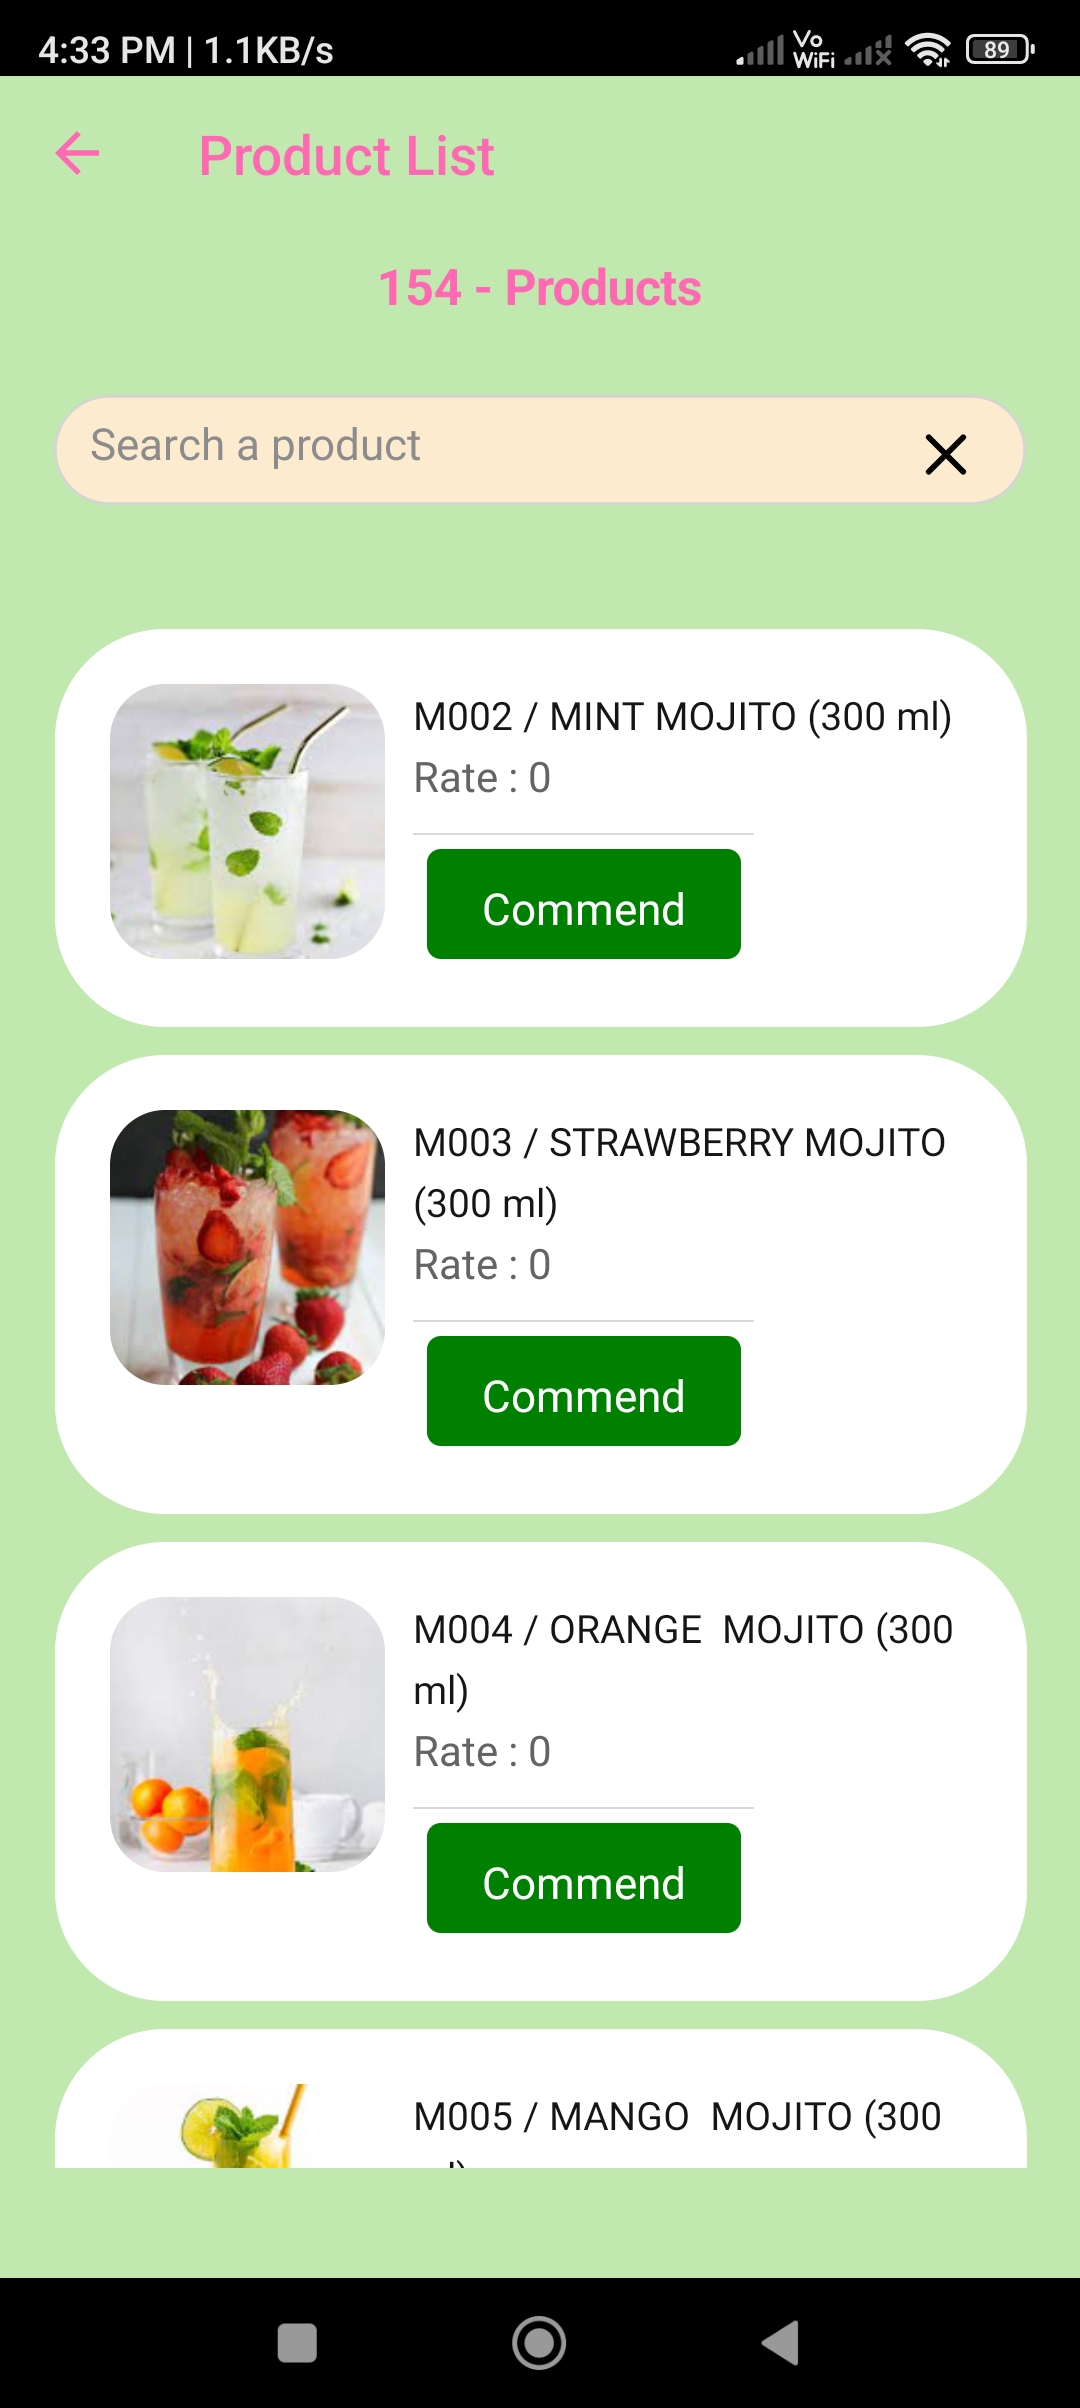 4:33 PM | 1.1KB/s
Vo
WiFi
89
Product List
154 - Products
Search a product
M002 / MINT MOJITO (300 ml)
Rate : 0
Commend
M003 / STRAWBERRY MOJITO
(300 ml)
Rate : 0
Commend
M004 / ORANGE  MOJITO (300
ml)
Rate : 0
Commend
M005 / MANGO  MOJITO (300